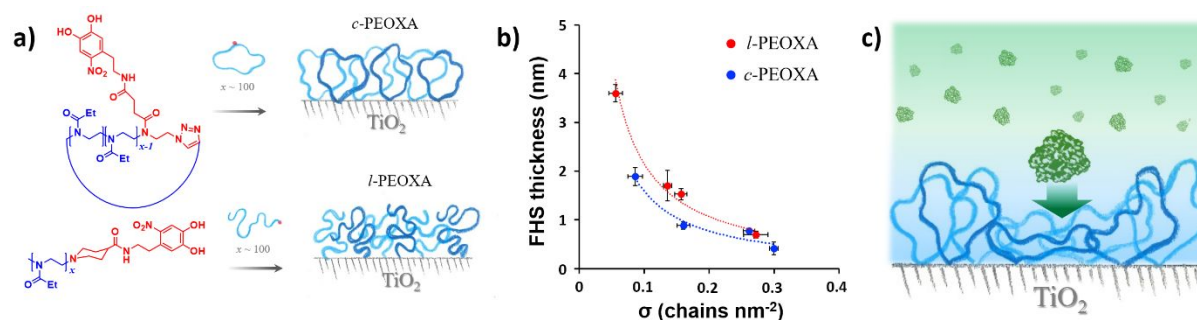 a)
HO
OH
NO₂
NH
O
O
Et
O
N
N
x-1
N
O
Et
N
N=N
N
c-PEOXA
x ~ 100
TiO₂
l-PEOXA
NO₂
OH
OH
O
N
H
N
N
x
O
Et
x ~ 100
TiO₂
b)
l-PEOXA
c-PEOXA
FHS thickness (nm)
5
4
3
2
1
0
0
0.1
0.2
0.3
0.4
σ (chains nm⁻²)
c)
TiO₂